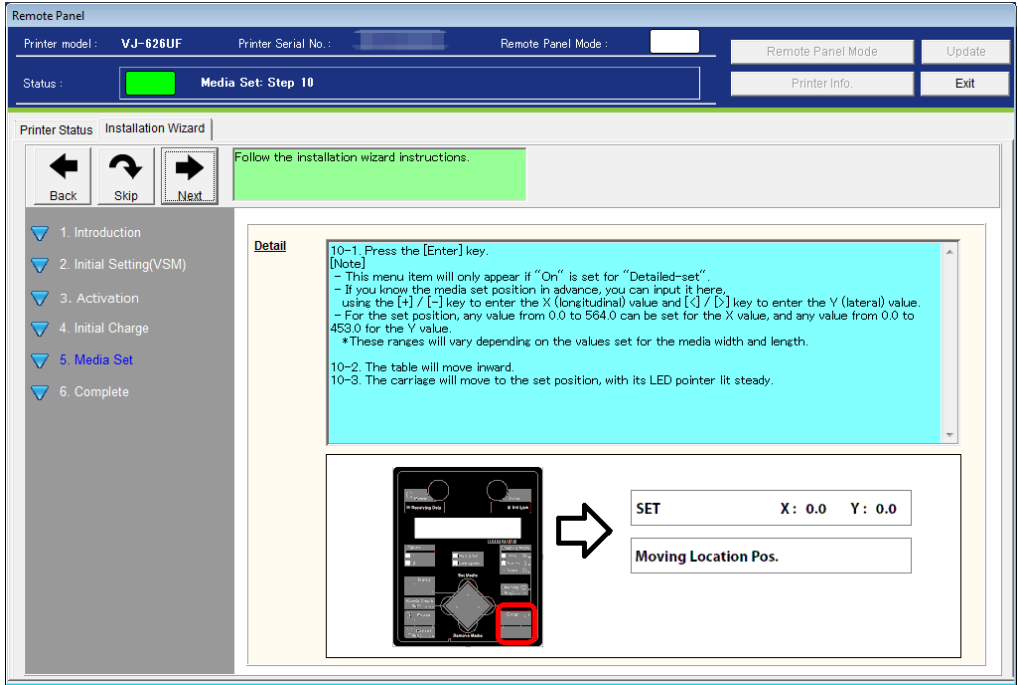 Remote Panel
Printer model : VJ-626UF Printer Serial No. : Remote Panel Mode :
Remote Panel Mode Update
Status : Media Set: Step 10
Printer Info. Exit
Printer Status Installation Wizard
Back Skip Next
Follow the installation wizard instructions.
1. Introduction
2. Initial Setting(VSM)
3. Activation
4. Initial Charge
5. Media Set
6. Complete
Detail
10-1. Press the [Enter] key.
[Note]
- This menu item will only appear if "On" is set for "Detailed-set".
- If you know the media set position in advance, you can input it here,
using the [+] / [-] key to enter the X (longitudinal) value and [<] / [>] key to enter the Y (lateral) value.
- For the set position, any value from 0.0 to 564.0 can be set for the X value, and any value from 0.0 to
453.0 for the Y value.
*These ranges will vary depending on the values set for the media width and length.
10-2. The table will move inward.
10-3. The carriage will move to the set position, with its LED pointer lit steady.
Receiving Data
Set Media
Remove Media
SET X: 0.0 Y: 0.0
Moving Location Pos.